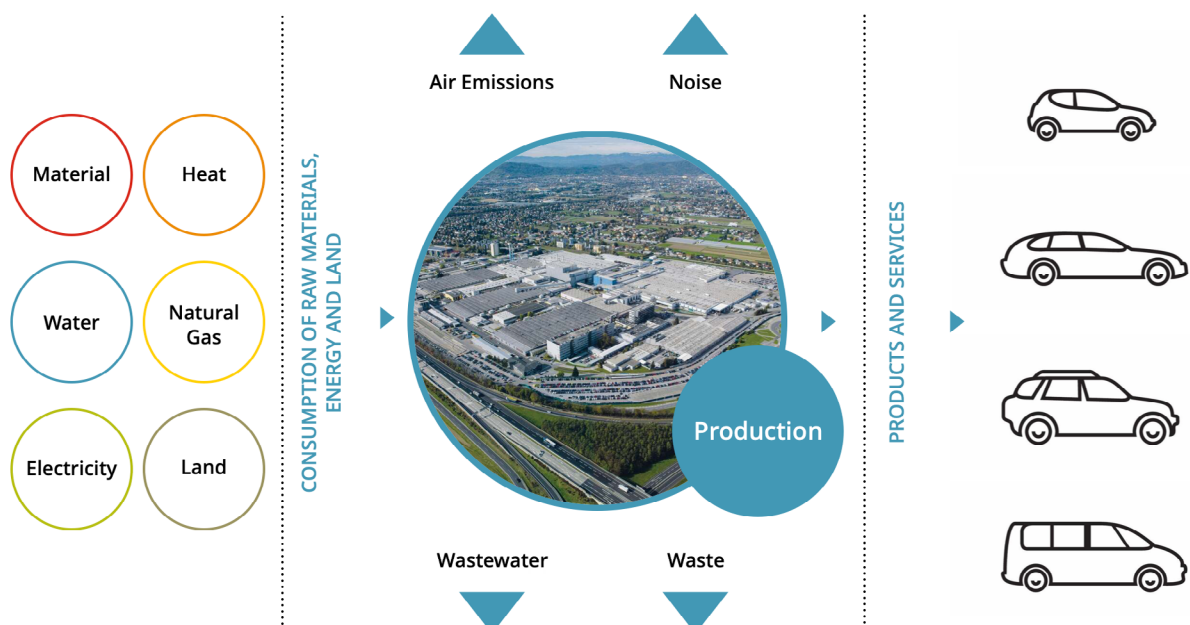 Material
Heat
Water
Natural
Gas
Electricity
Land
CONSUMPTION OF RAW MATERIALS,
ENERGY AND LAND
Air Emissions
Noise
Production
Wastewater
Waste
PRODUCTS AND SERVICES